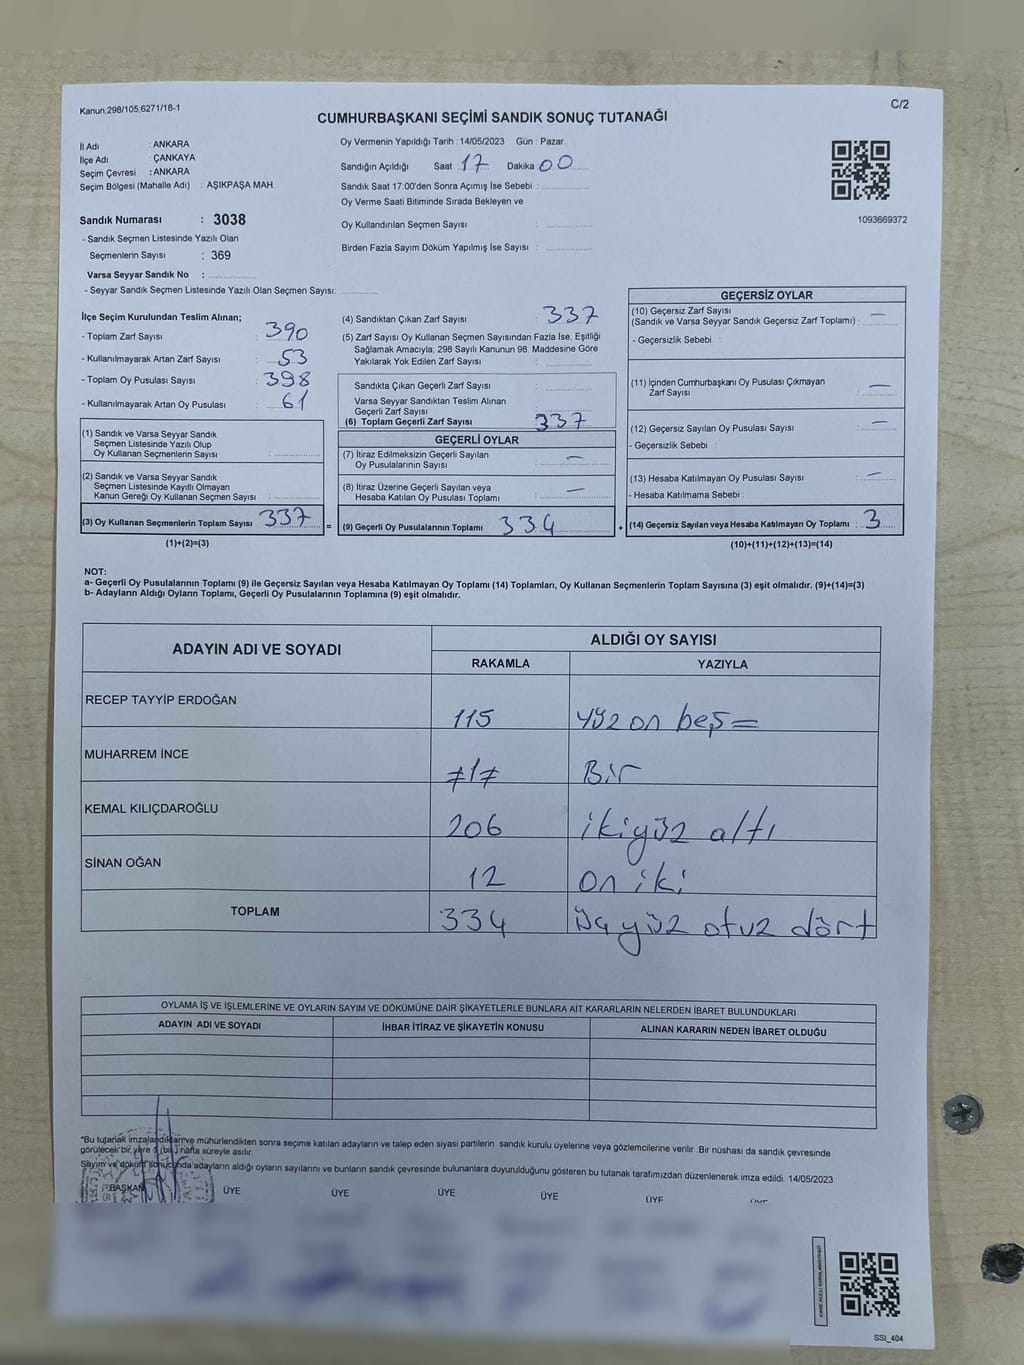 Kanun,298/105,6271/18-1
C/2
CUMHURBAŞKANI SEÇİMİ SANDIK SONUÇ TUTANAĞI
İl Adı : ANKARA
İlçe Adı : ÇANKAYA
Seçim Çevresi : ANKARA
Seçim Bölgesi (Mahalle Adı) : AŞIKPAŞA MAH.
Sandık Numarası : 3038
- Sandık Seçmen Listesinde Yazılı Olan
Seçmenlerin Sayısı : 369
Varsa Seyyar Sandık No :
- Seyyar Sandık Seçmen Listesinde Yazılı Olan Seçmen Sayısı:
Oy Vermenin Yapıldığı Tarih : 14/05/2023 Gün : Pazar
Sandığın Açıldığı Saat : 17 Dakika 00
Sandık Saat 17:00'den Sonra Açımış İse Sebebi :
Oy Verme Saati Bitiminde Sırada Bekleyen ve
Oy Kullandırılan Seçmen Sayısı :
Birden Fazla Sayım Döküm Yapılmış İse Sayısı :
1093669372
İlçe Seçim Kurulundan Teslim Alınan;
- Toplam Zarf Sayısı : 390
- Kullanılmayarak Artan Zarf Sayısı : 53
- Toplam Oy Pusulası Sayısı : 398
- Kullanılmayarak Artan Oy Pusulası : 61
(1) Sandık ve Varsa Seyyar Sandık
Seçmen Listesinde Yazılı Olup
Oy Kullanan Seçmenlerin Sayısı :
(2) Sandık ve Varsa Seyyar Sandık
Seçmen Listesinde Kayıtlı Olmayan
Kanun Gereği Oy Kullanan Seçmen Sayısı :
(3) Oy Kullanan Seçmenlerin Toplam Sayısı : 337
(1)+(2)=(3)
(4) Sandıktan Çıkan Zarf Sayısı : 337
(5) Zarf Sayısı Oy Kullanan Seçmen Sayısından Fazla İse, Eşitliği
Sağlamak Amacıyla, 298 Sayılı Kanunun 98. Maddesine Göre
Yakılarak Yok Edilen Zarf Sayısı :
Sandıkta Çıkan Geçerli Zarf Sayısı :
Varsa Seyyar Sandıktan Teslim Alınan
Geçerli Zarf Sayısı :
(6) Toplam Geçerli Zarf Sayısı : 337
GEÇERLİ OYLAR
(7) İtiraz Edilmeksizin Geçerli Sayılan
Oy Pusulalarının Sayısı : —
(8) İtiraz Üzerine Geçerli Sayılan veya
Hesaba Katılan Oy Pusulası Toplamı : —
= (9) Geçerli Oy Pusulalarının Toplamı : 334
GEÇERSİZ OYLAR
(10) Geçersiz Zarf Sayısı
(Sandık ve Varsa Seyyar Sandık Geçersiz Zarf Toplamı) : —
- Geçersizlik Sebebi :
(11) İçinden Cumhurbaşkanı Oy Pusulası Çıkmayan
Zarf Sayısı : —
(12) Geçersiz Sayılan Oy Pusulası Sayısı : —
- Geçersizlik Sebebi :
(13) Hesaba Katılmayan Oy Pusulası Sayısı : —
- Hesaba Katılmama Sebebi :
+ (14) Geçersiz Sayılan veya Hesaba Katılmayan Oy Toplamı : 3
(10)+(11)+(12)+(13)=(14)
NOT:
a- Geçerli Oy Pusulalarının Toplamı (9) ile Geçersiz Sayılan veya Hesaba Katılmayan Oy Toplamı (14) Toplamları, Oy Kullanan Seçmenlerin Toplam Sayısına (3) eşit olmalıdır. (9)+(14)=(3)
b- Adayların Aldığı Oyların Toplamı, Geçerli Oy Pusulalarının Toplamına (9) eşit olmalıdır.
ADAYIN ADI VE SOYADI ALDIĞI OY SAYISI
RAKAMLA YAZIYLA
RECEP TAYYİP ERDOĞAN 115 yüz on beş =
MUHARREM İNCE ≠1≠ Bir
KEMAL KILIÇDAROĞLU 206 ikiyüz altı
SİNAN OĞAN 12 on iki
TOPLAM 334 üçyüz otuz dört
OYLAMA İŞ VE İŞLEMLERİNE VE OYLARIN SAYIM VE DÖKÜMÜNE DAİR ŞİKAYETLERLE BUNLARA AİT KARARLARIN NELERDEN İBARET BULUNDUKLARI
ADAYIN ADI VE SOYADI İHBAR İTİRAZ VE ŞİKAYETİN KONUSU ALINAN KARARIN NEDEN İBARET OLDUĞU
*Bu tutanak imzalandıktan ve mühürlendikten sonra seçime katılan adayların ve talep eden siyasi partilerin sandık kurulu üyelerine veya gözlemcilerine verilir. Bir nüshası da sandık çevresinde
görülecek bir yere 1 (bir) hafta süreyle asılır.
Sayım ve döküm sonucunda adayların aldığı oyların sayılarını ve bunların sandık çevresinde bulunanlara duyurulduğunu gösteren bu tutanak tarafımızdan düzenlenerek imza edildi. 14/05/2023
BAŞKAN ÜYE ÜYE ÜYE ÜYE ÜYE ÜYE
SSI_404